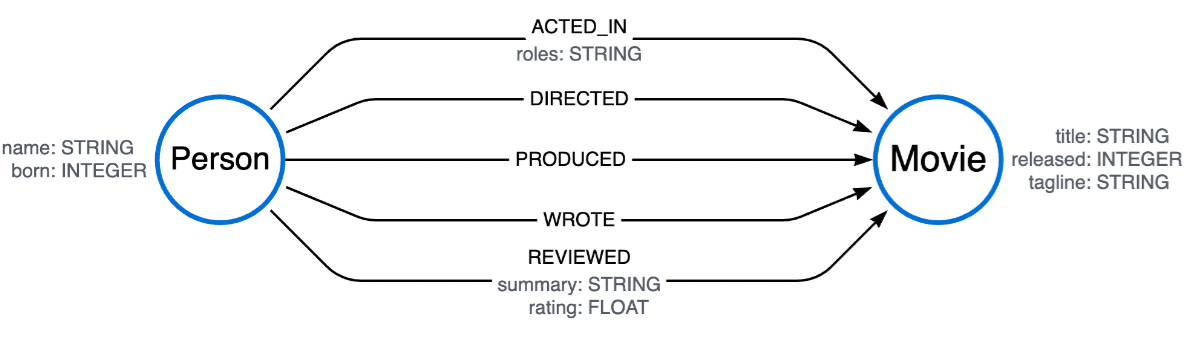 ACTED_IN
roles: STRING
DIRECTED
name: STRING
born: INTEGER
Person
PRODUCED
Movie
title: STRING
released: INTEGER
tagline: STRING
WROTE
REVIEWED
summary: STRING
rating: FLOAT